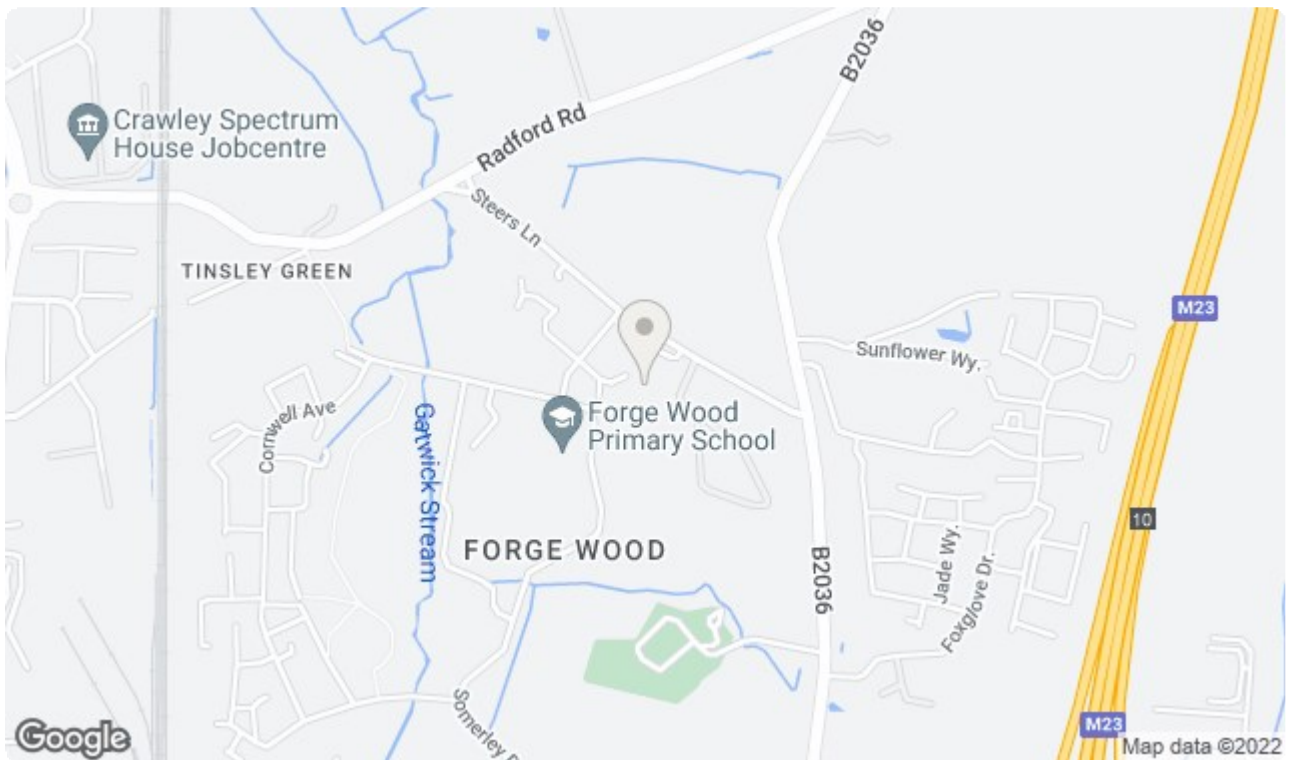 B2036
Crawley Spectrum
House Jobcentre
Radford Rd
Steers Ln
TINSLEY GREEN
M23
Sunflower Wy.
Cornwell Ave
Gatwick Stream
Forge Wood
Primary School
10
FORGE WOOD
B2036
Jade Wy.
Foxglove Dr.
Somerley
M23
Google
Map data ©2022